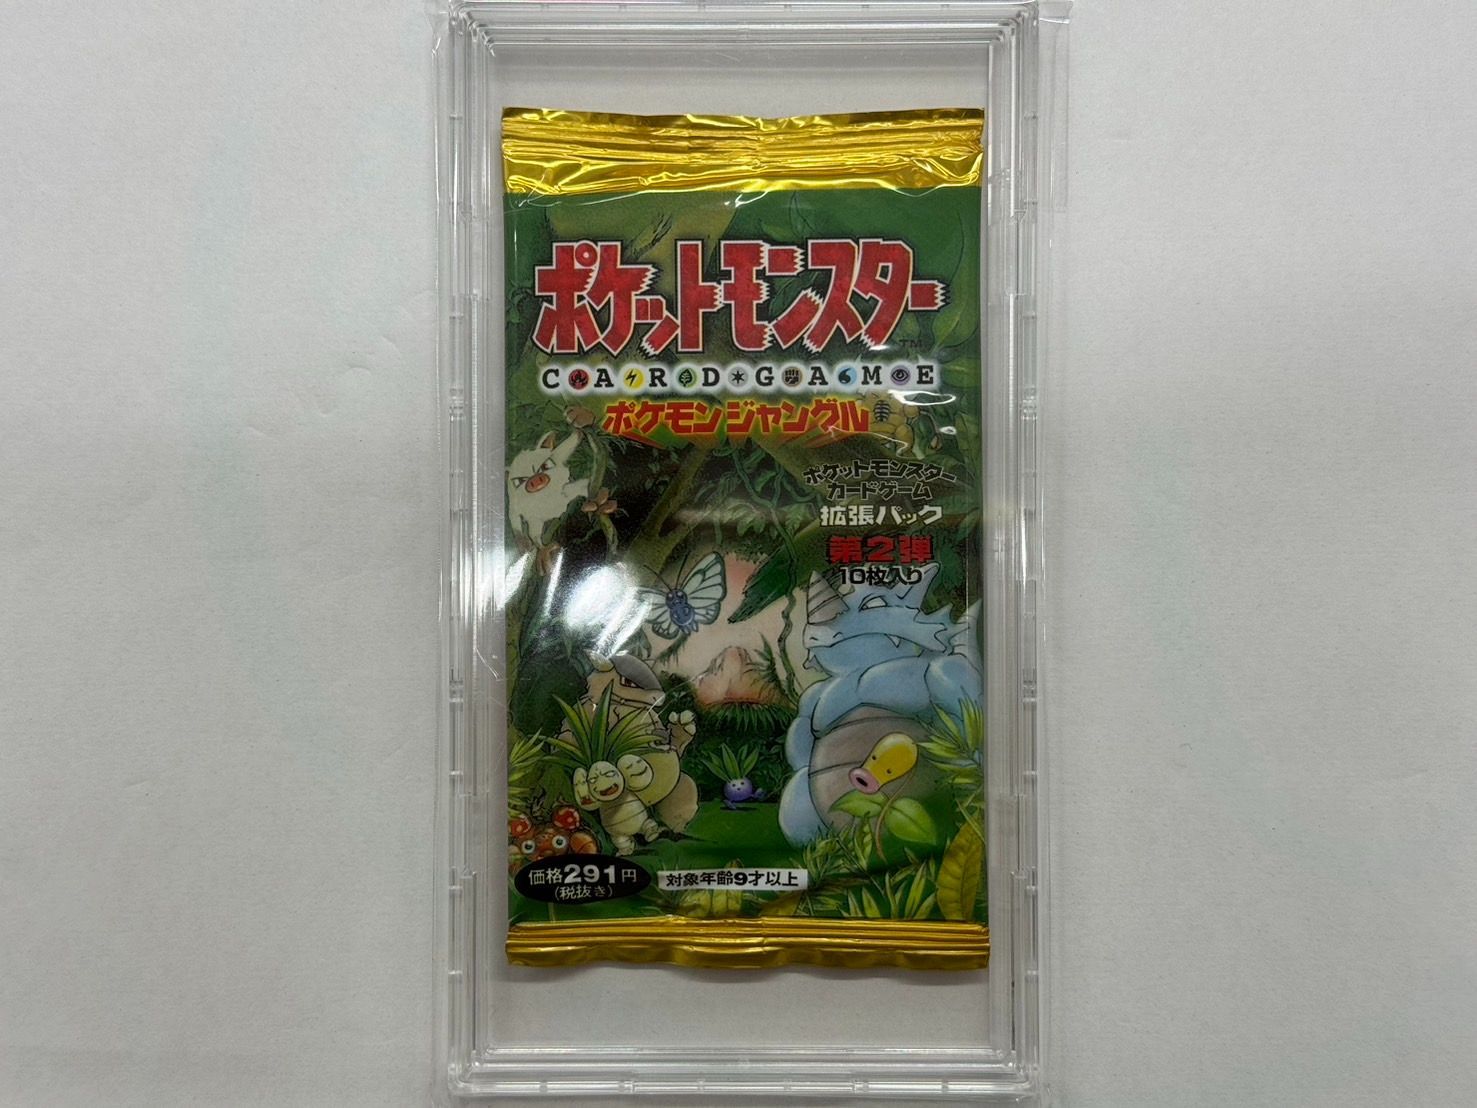 ポケットモンスター
TM
CARD GAME
ポケモンジャングル
ポケットモンスター
カードゲーム
拡張パック
第2弾
10枚入り
価格291円
(税抜き)
対象年齢9才以上